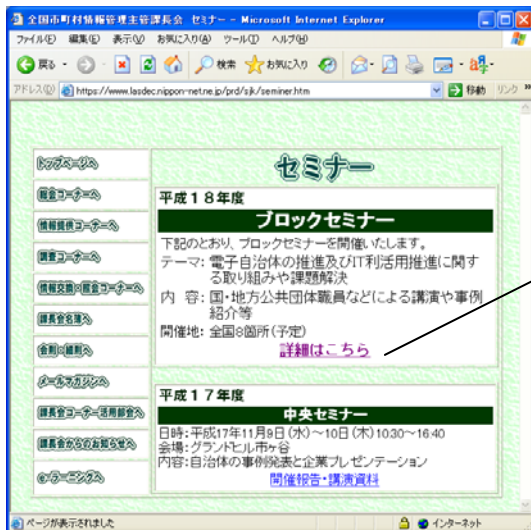 全国市町村情報管理主管課長会 セミナー - Microsoft Internet Explorer
ファイル(F) 編集(E) 表示(V) お気に入り(A) ツール(T) ヘルプ(H)
戻る 検索 お気に入り
アドレス(D) https://www.lasdec.nippon-net.ne.jp/prd/sjk/seminer.htm 移動 リンク »
トップページへ
総会コーナーへ
情報提供コーナーへ
調査コーナーへ
情報交換・照会コーナーへ
課長会名簿へ
会則・細則へ
メールマガジンへ
課長会コーナー活用部会へ
課長会からのお知らせへ
e-ラーニングへ
セミナー
平成18年度
ブロックセミナー
下記のとおり、ブロックセミナーを開催いたします。
テーマ: 電子自治体の推進及びIT利活用推進に関す
る取り組みや課題解決
内 容: 国・地方公共団体職員などによる講演や事例
紹介等
開催地: 全国8箇所(予定)
詳細はこちら
平成17年度
中央セミナー
日時:平成17年11月9日(水)～10日(木)10:30～16:40
会場:グランドヒル市ヶ谷
内容:自治体の事例発表と企業プレゼンテーション
開催報告・講演資料
ページが表示されました
インターネット